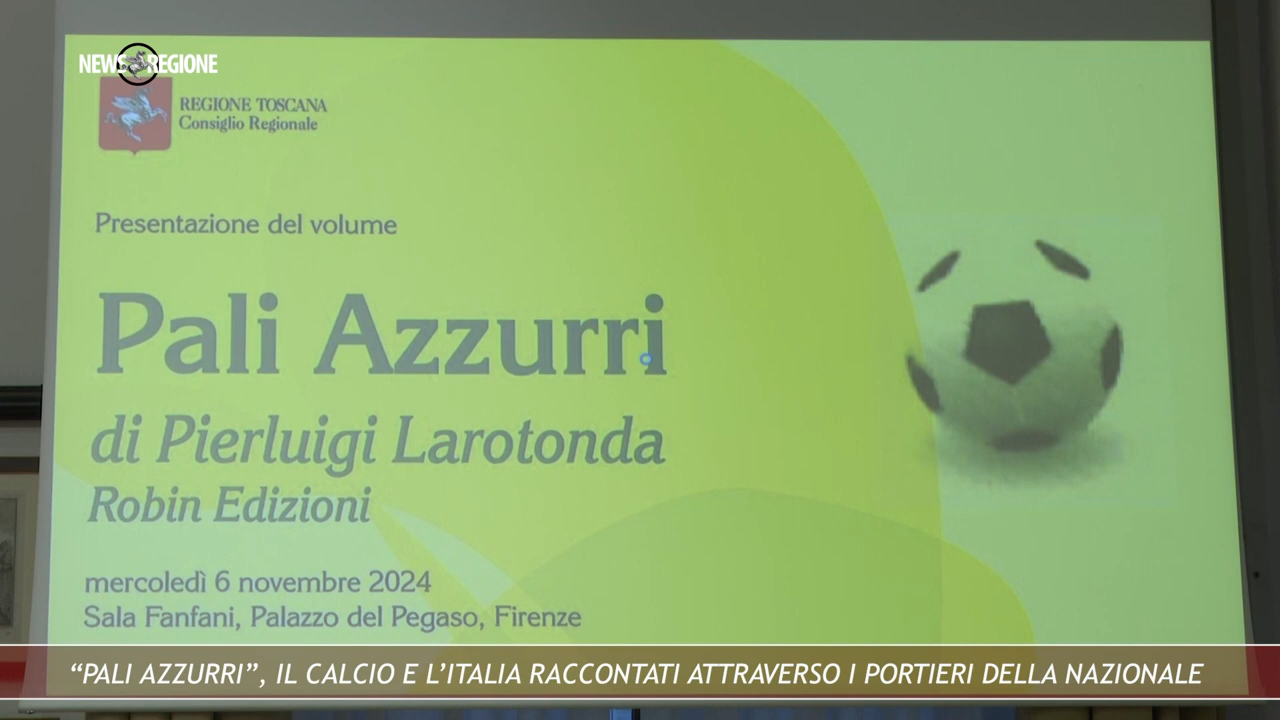 NEWS REGIONE
REGIONE TOSCANA
Consiglio Regionale
Presentazione del volume
Pali Azzurri
di Pierluigi Larotonda
Robin Edizioni
mercoledì 6 novembre 2024
Sala Fanfani, Palazzo del Pegaso, Firenze
“PALI AZZURRI”, IL CALCIO E L’ITALIA RACCONTATI ATTRAVERSO I PORTIERI DELLA NAZIONALE